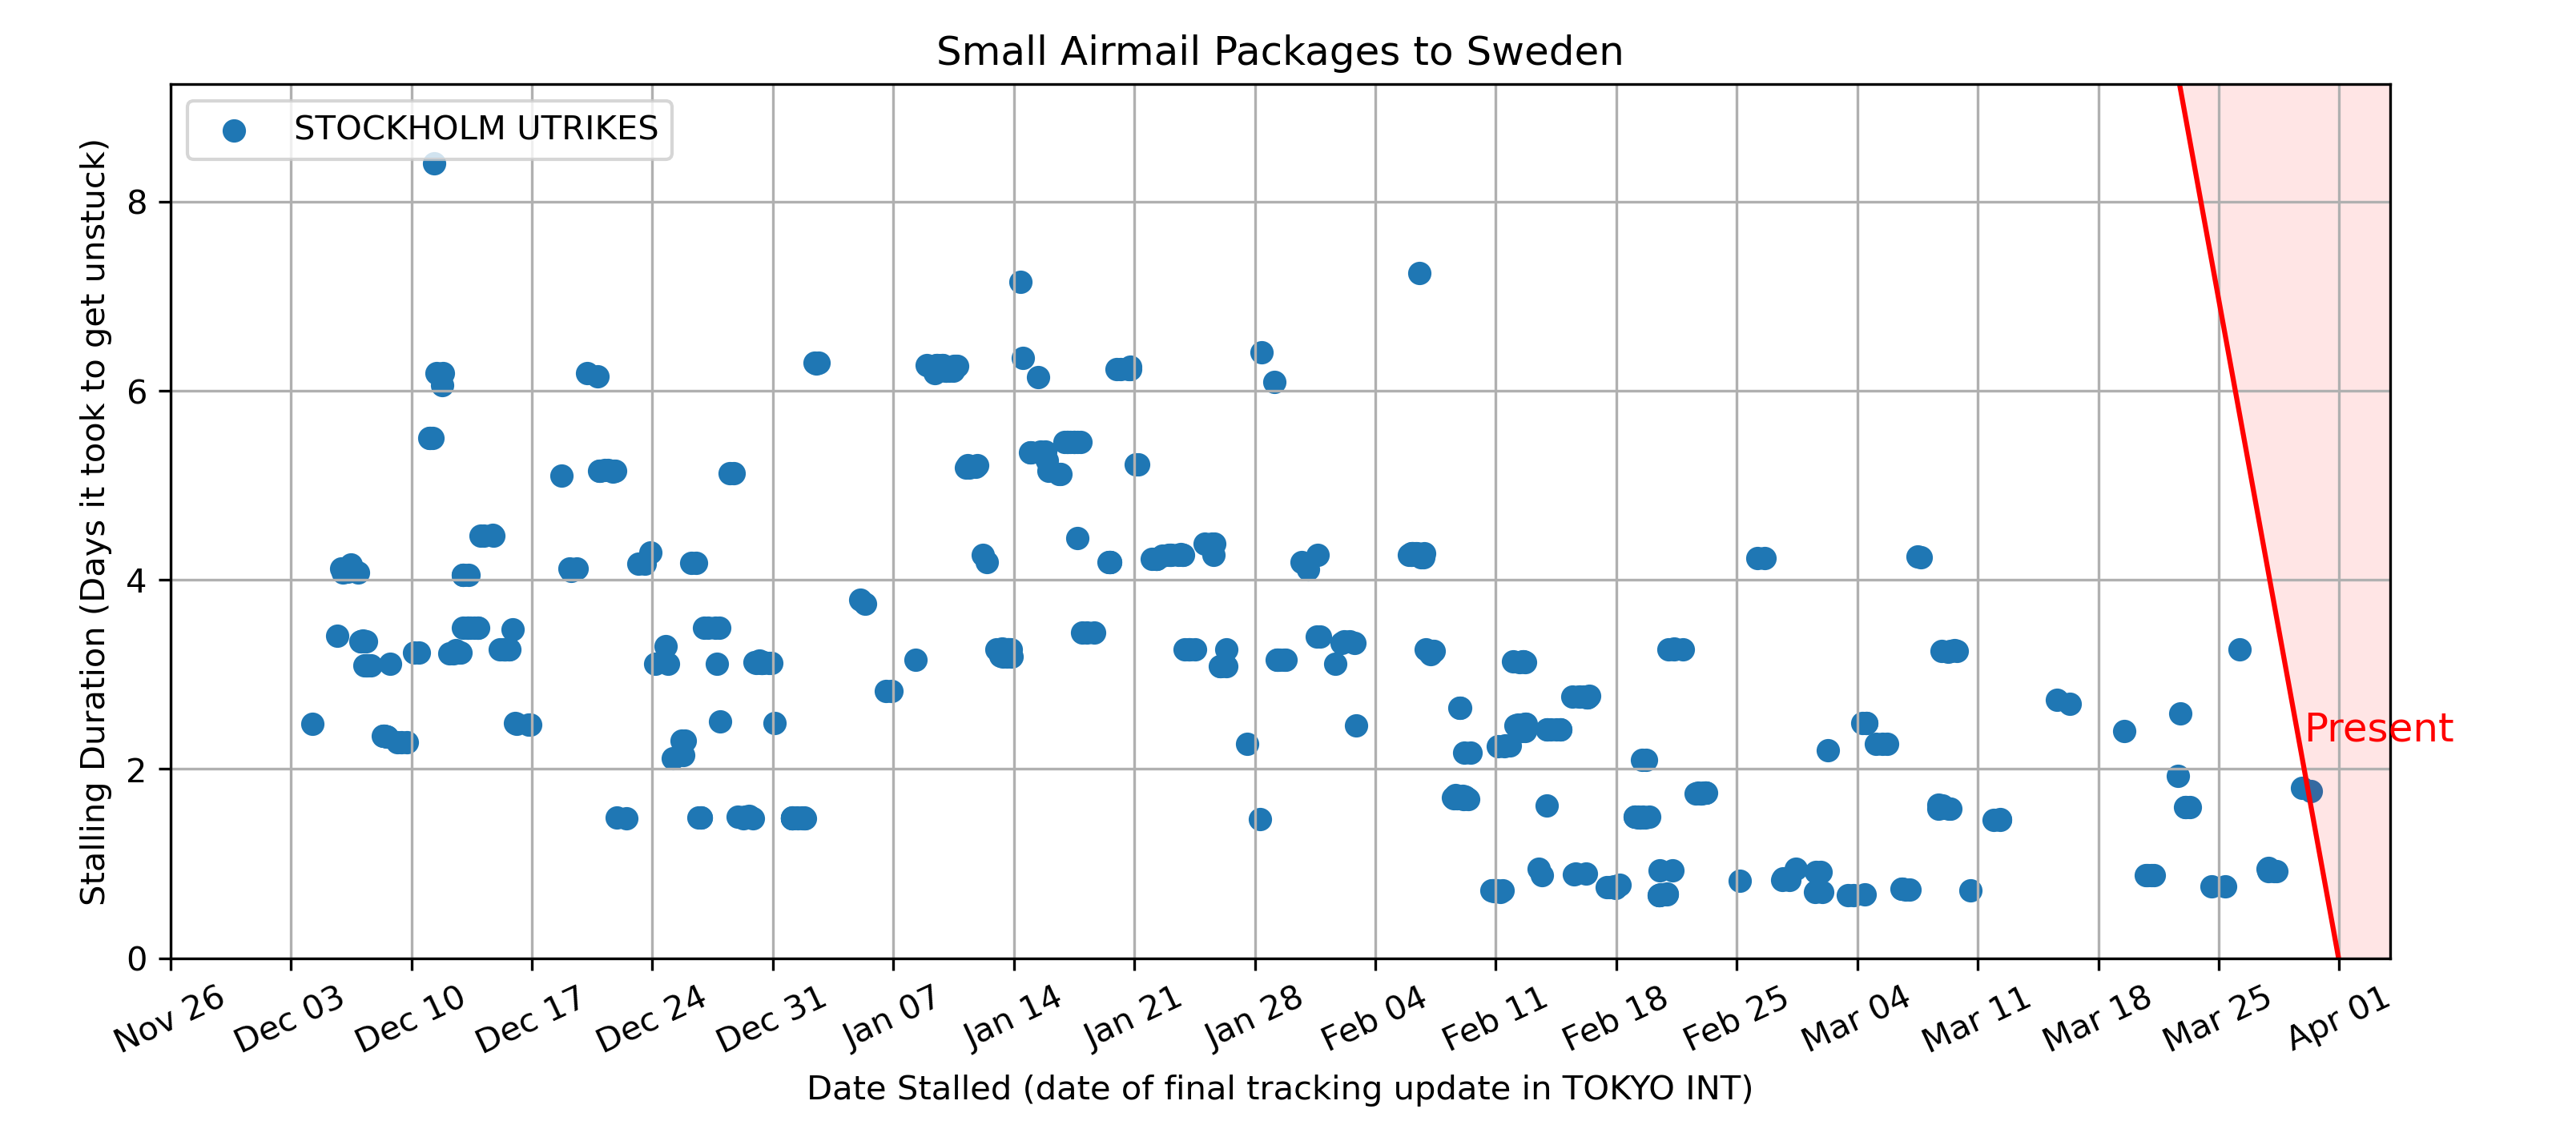 Small Airmail Packages to Sweden
STOCKHOLM UTRIKES
Stalling Duration (Days it took to get unstuck)
8
6
4
2
0
Present
Nov 26
Dec 03
Dec 10
Dec 17
Dec 24
Dec 31
Jan 07
Jan 14
Jan 21
Jan 28
Feb 04
Feb 11
Feb 18
Feb 25
Mar 04
Mar 11
Mar 18
Mar 25
Apr 01
Date Stalled (date of final tracking update in TOKYO INT)